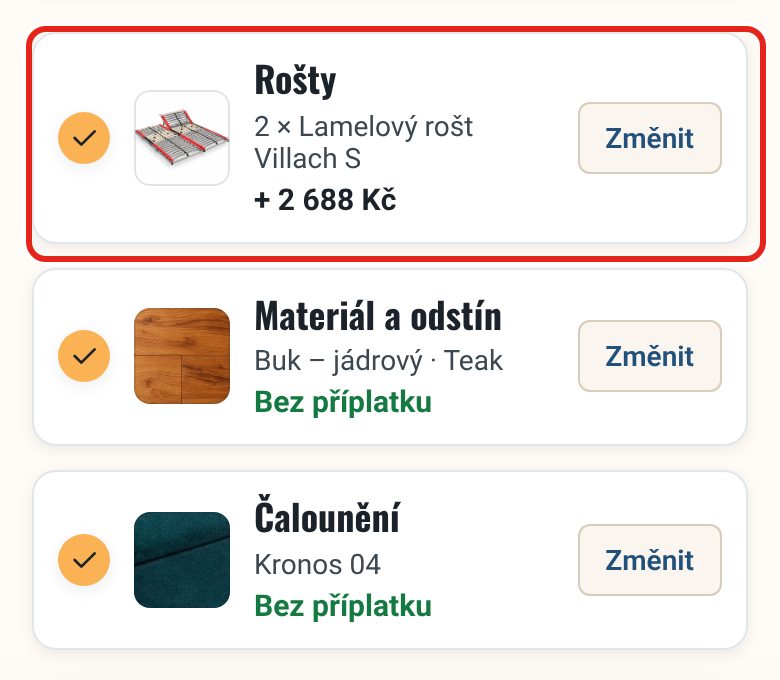 Rošty
2 × Lamelový rošt
Villach S
+ 2 688 Kč
Změnit
Materiál a odstín
Buk – jádrový · Teak
Bez příplatku
Změnit
Čalounění
Kronos 04
Bez příplatku
Změnit